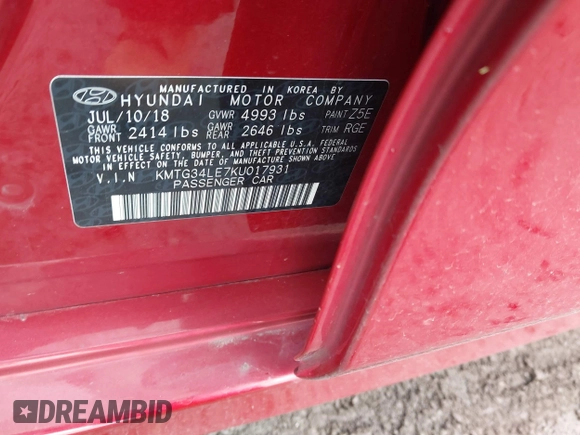 MANUFACTURED IN KOREA BY
HYUNDAI MOTOR COMPANY
JUL/10/18 GVWR 4993 lbs PAINT Z5E
GAWR FRONT 2414 lbs GAWR REAR 2646 lbs TRIM RGE
THIS VEHICLE CONFORMS TO ALL APPLICABLE U.S.A. FEDERAL
MOTOR VEHICLE SAFETY, BUMPER, AND THEFT PREVENTION STANDARDS
IN EFFECT ON THE DATE OF MANUFACTURE SHOWN ABOVE.
V.I.N KMTG34LE7KU017931
PASSENGER CAR
DREAMBID